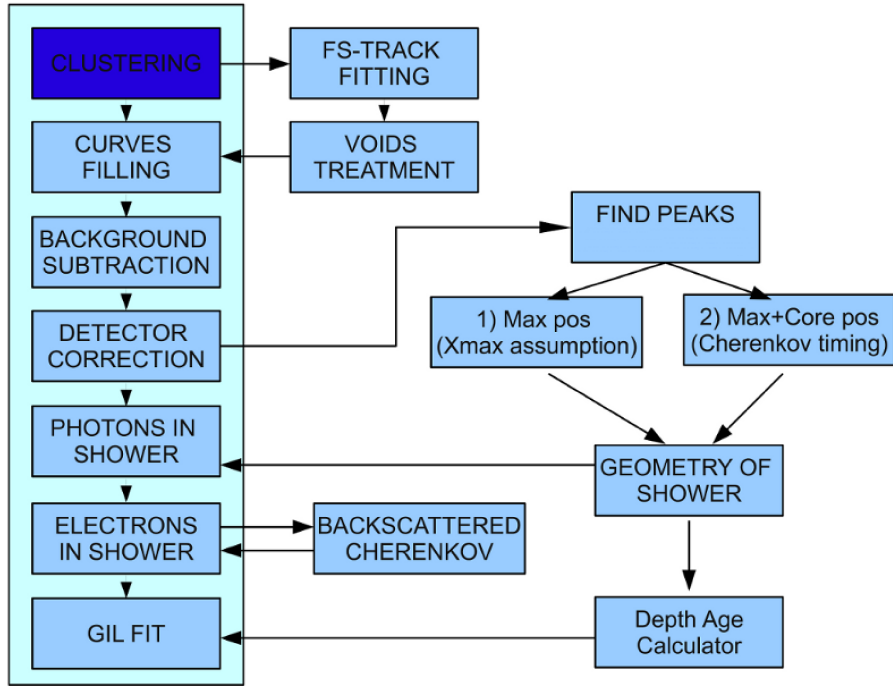 CLUSTERING
FS-TRACK
FITTING
CURVES
FILLING
VOIDS
TREATMENT
BACKGROUND
SUBTRACTION
FIND PEAKS
DETECTOR
CORRECTION
1) Max pos
(Xmax assumption)
2) Max+Core pos
(Cherenkov timing)
PHOTONS IN
SHOWER
GEOMETRY OF
SHOWER
ELECTRONS
IN SHOWER
BACKSCATTERED
CHERENKOV
GIL FIT
Depth Age
Calculator